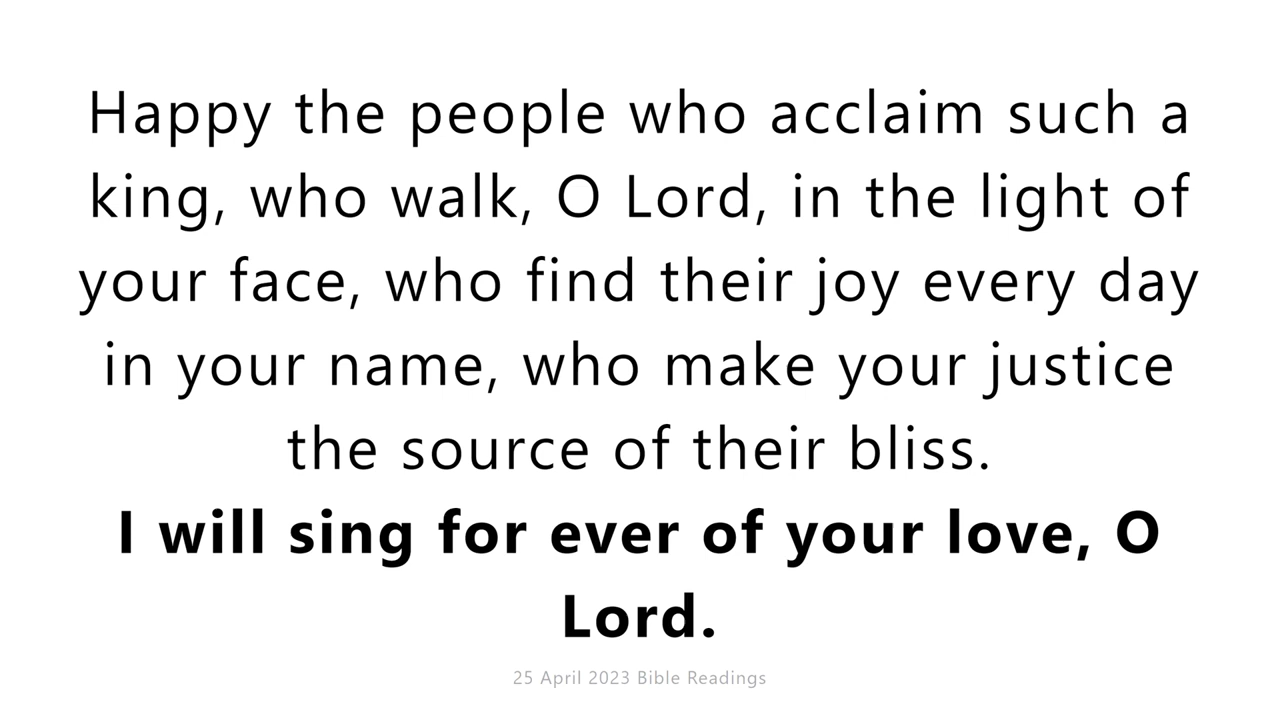 Happy the people who acclaim such a
king, who walk, O Lord, in the light of
your face, who find their joy every day
in your name, who make your justice
the source of their bliss.
I will sing for ever of your love, O
Lord.
25 April 2023 Bible Readings